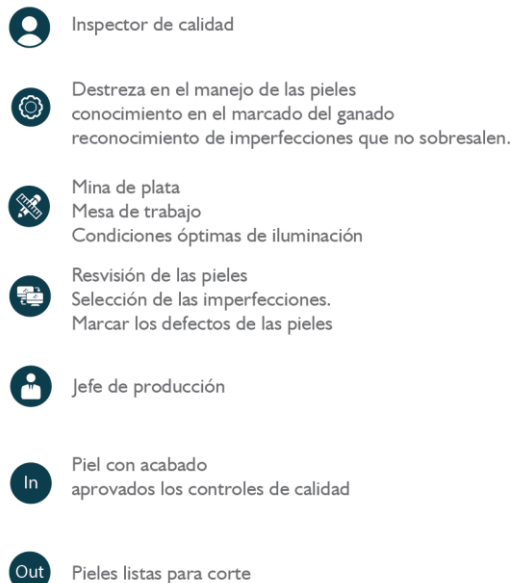 Inspector de calidad
Destreza en el manejo de las pieles
conocimiento en el marcado del ganado
reconocimiento de imperfecciones que no sobresalen.
Mina de plata
Mesa de trabajo
Condiciones óptimas de iluminación
Resvisión de las pieles
Selección de las imperfecciones.
Marcar los defectos de las pieles
Jefe de producción
In
Piel con acabado
aprovados los controles de calidad
Out
Pieles listas para corte